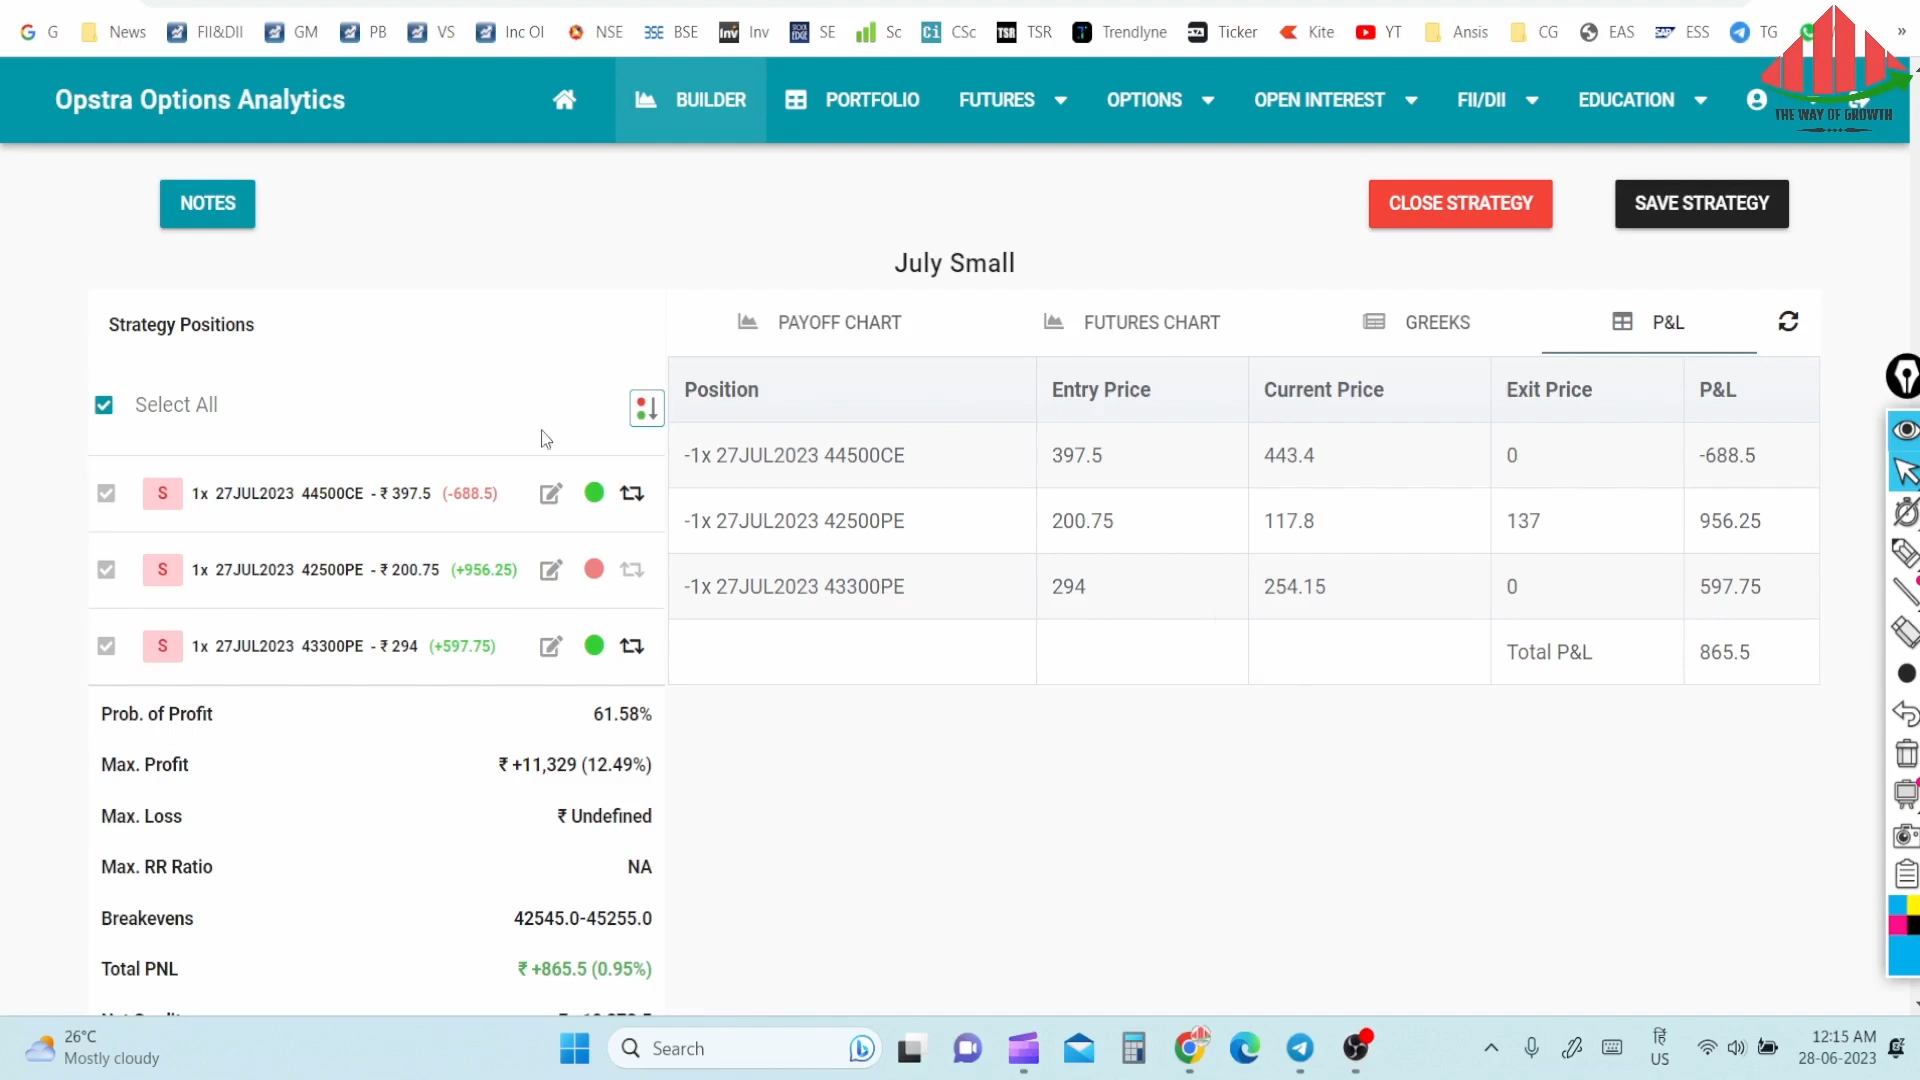 G News FII&DII GM PB VS Inc OI NSE BSE Inv SE Sc CSc TSR Trendlyne Ticker Kite YT Ansis CG EAS ESS TG »
Opstra Options Analytics BUILDER PORTFOLIO FUTURES OPTIONS OPEN INTEREST FII/DII EDUCATION
THE WAY OF GROWTH
NOTES CLOSE STRATEGY SAVE STRATEGY
July Small
Strategy Positions PAYOFF CHART FUTURES CHART GREEKS P&L
Select All
Position Entry Price Current Price Exit Price P&L
-1x 27JUL2023 44500CE 397.5 443.4 0 -688.5
-1x 27JUL2023 42500PE 200.75 117.8 137 956.25
-1x 27JUL2023 43300PE 294 254.15 0 597.75
Total P&L 865.5
S 1x 27JUL2023 44500CE - ₹ 397.5 (-688.5)
S 1x 27JUL2023 42500PE - ₹ 200.75 (+956.25)
S 1x 27JUL2023 43300PE - ₹ 294 (+597.75)
Prob. of Profit 61.58%
Max. Profit ₹ +11,329 (12.49%)
Max. Loss ₹ Undefined
Max. RR Ratio NA
Breakevens 42545.0-45255.0
Total PNL ₹ +865.5 (0.95%)
26°C
Mostly cloudy
Search
हिं
US
12:15 AM
28-06-2023